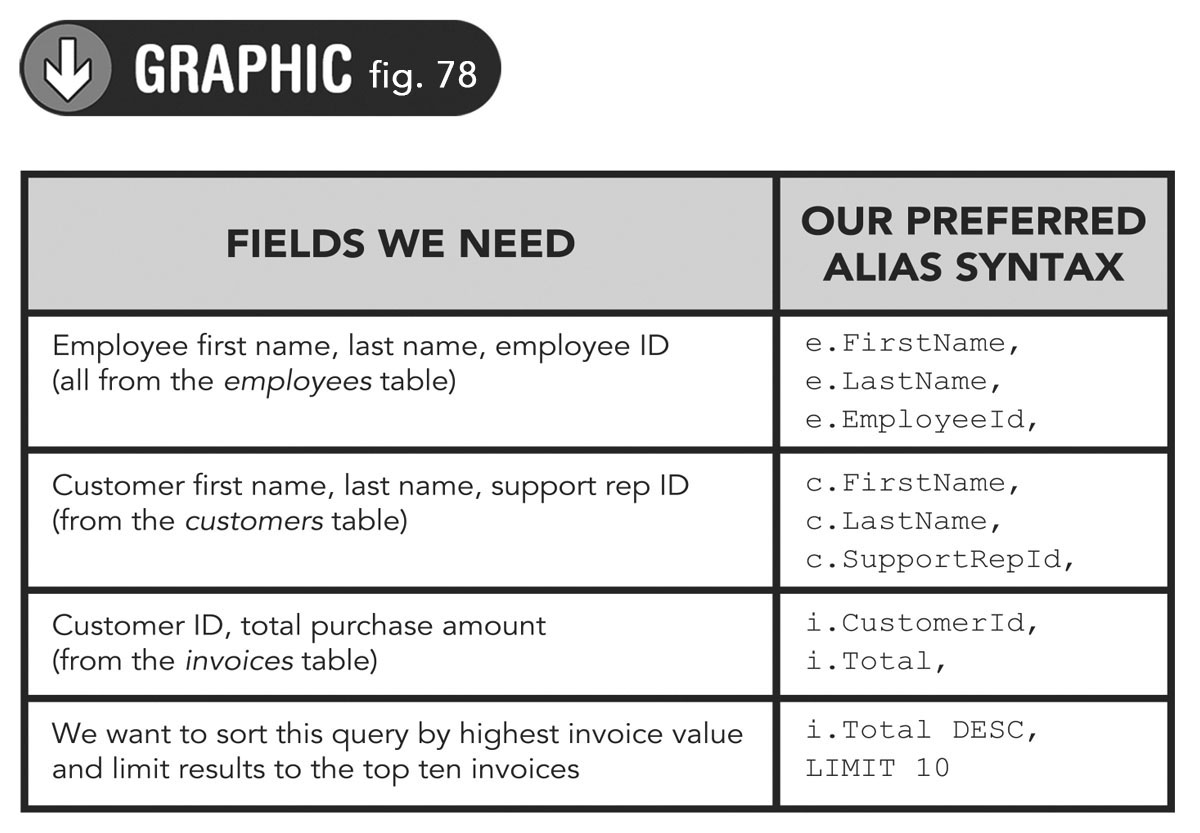 GRAPHIC fig. 78
FIELDS WE NEED
OUR PREFERRED
ALIAS SYNTAX
Employee first name, last name, employee ID
(all from the employees table)
e.FirstName,
e.LastName,
e.EmployeeId,
Customer first name, last name, support rep ID
(from the customers table)
c.FirstName,
c.LastName,
c.SupportRepId,
Customer ID, total purchase amount
(from the invoices table)
i.CustomerId,
i.Total,
We want to sort this query by highest invoice value
and limit results to the top ten invoices
i.Total DESC,
LIMIT 10